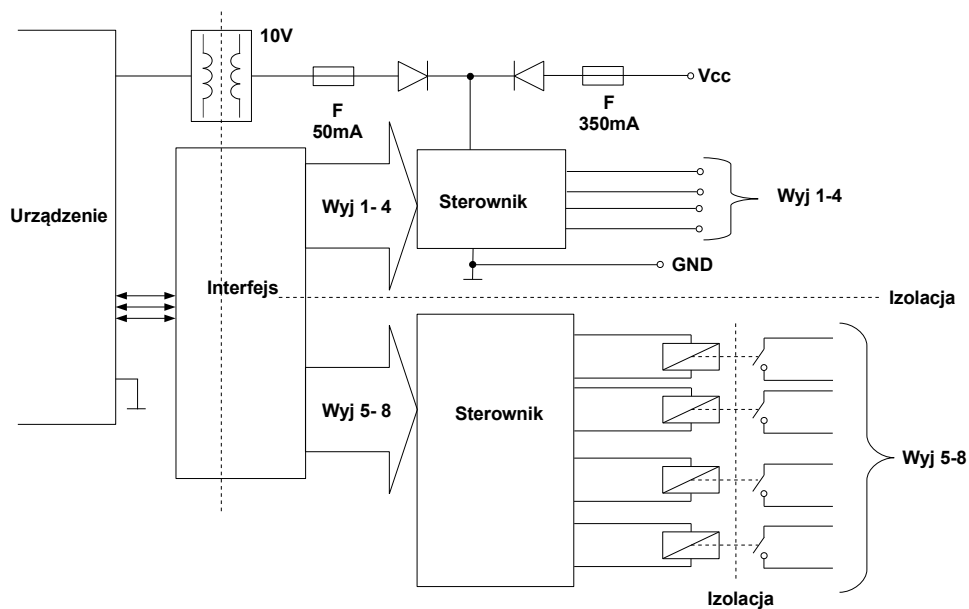 10V
Vcc
F
50mA
F
350mA
Urządzenie
Wyj 1- 4
Sterownik
Wyj 1-4
GND
Interfejs
Izolacja
Wyj 5- 8
Sterownik
Wyj 5-8
Izolacja